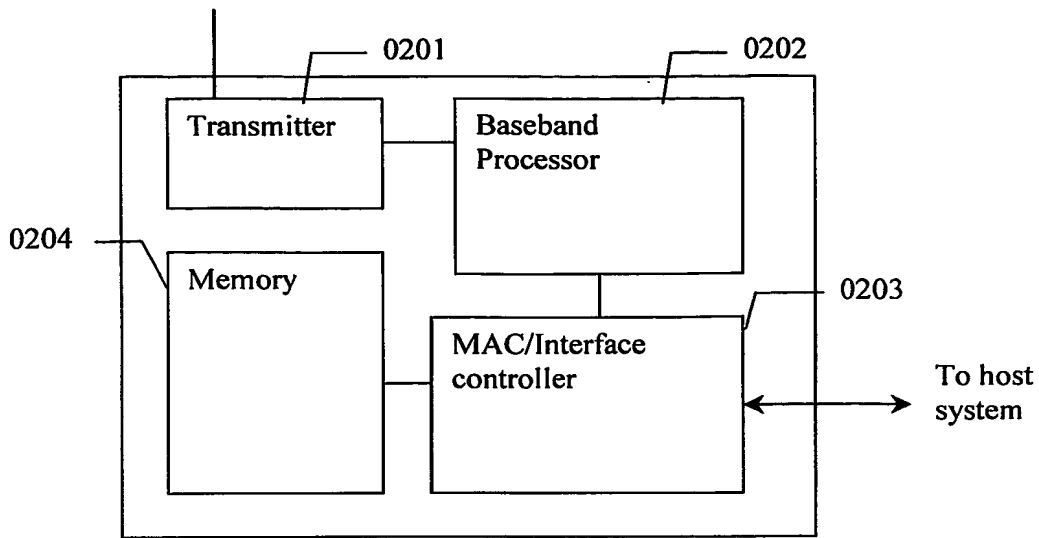 0201
0202
Transmitter
Baseband
Processor
0204
Memory
0203
MAC/Interface
controller
To host
system